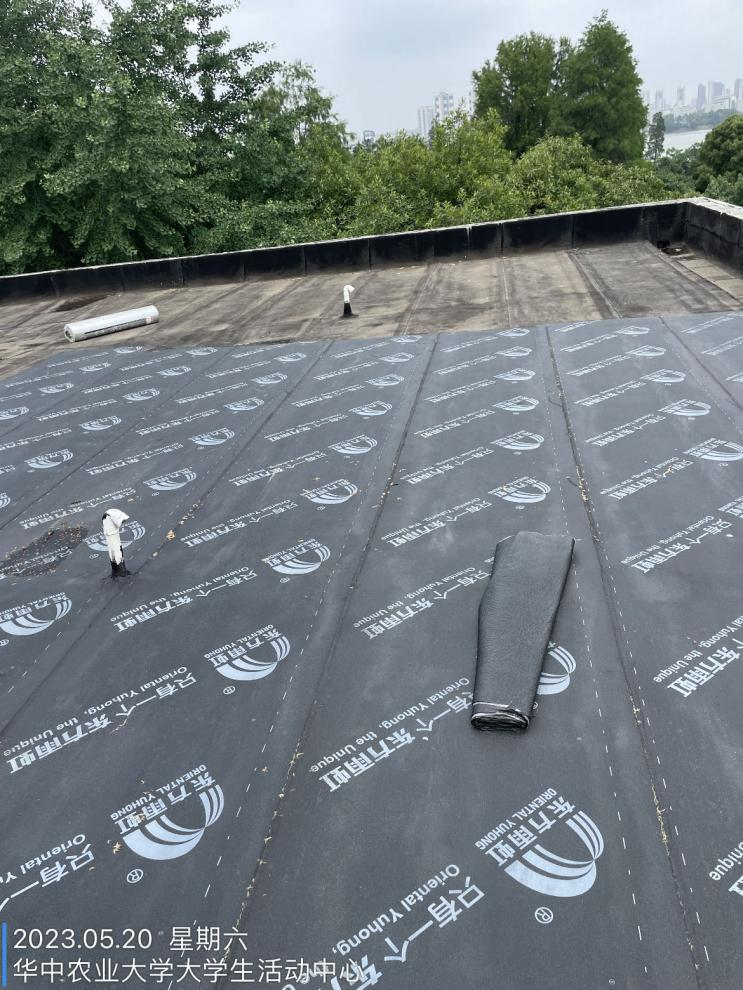 东方雨虹
ORIENTAL YUHONG
®
只有一个东方雨虹
Oriental Yuhong, the Unique
2023.05.20 星期六
华中农业大学大学生活动中心